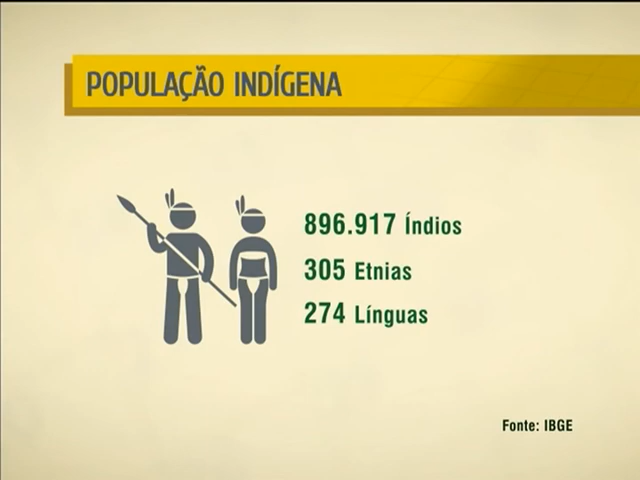 POPULAÇÃO INDÍGENA
896.917 Índios
305 Etnias
274 Línguas
Fonte: IBGE